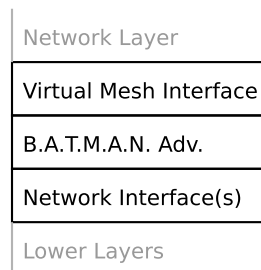 Network Layer
Virtual Mesh Interface
B.A.T.M.A.N. Adv.
Network Interface(s)
Lower Layers